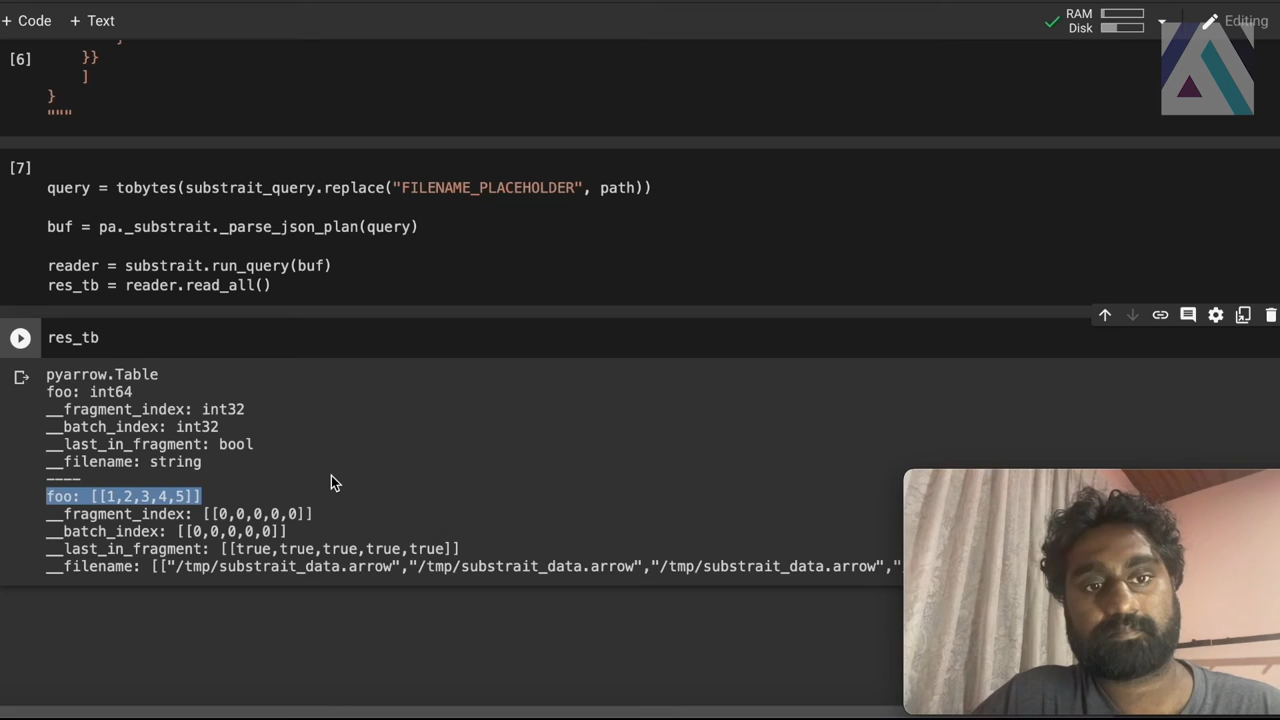 + Code + Text
RAM
Disk
Editing
[6]
}
}}
]
}
"""
[7]
query = tobytes(substrait_query.replace("FILENAME_PLACEHOLDER", path))
buf = pa._substrait._parse_json_plan(query)
reader = substrait.run_query(buf)
res_tb = reader.read_all()
res_tb
pyarrow.Table
foo: int64
__fragment_index: int32
__batch_index: int32
__last_in_fragment: bool
__filename: string
----
foo: [[1,2,3,4,5]]
__fragment_index: [[0,0,0,0,0]]
__batch_index: [[0,0,0,0,0]]
__last_in_fragment: [[true,true,true,true,true]]
__filename: [["/tmp/substrait_data.arrow","/tmp/substrait_data.arrow","/tmp/substrait_data.arrow","